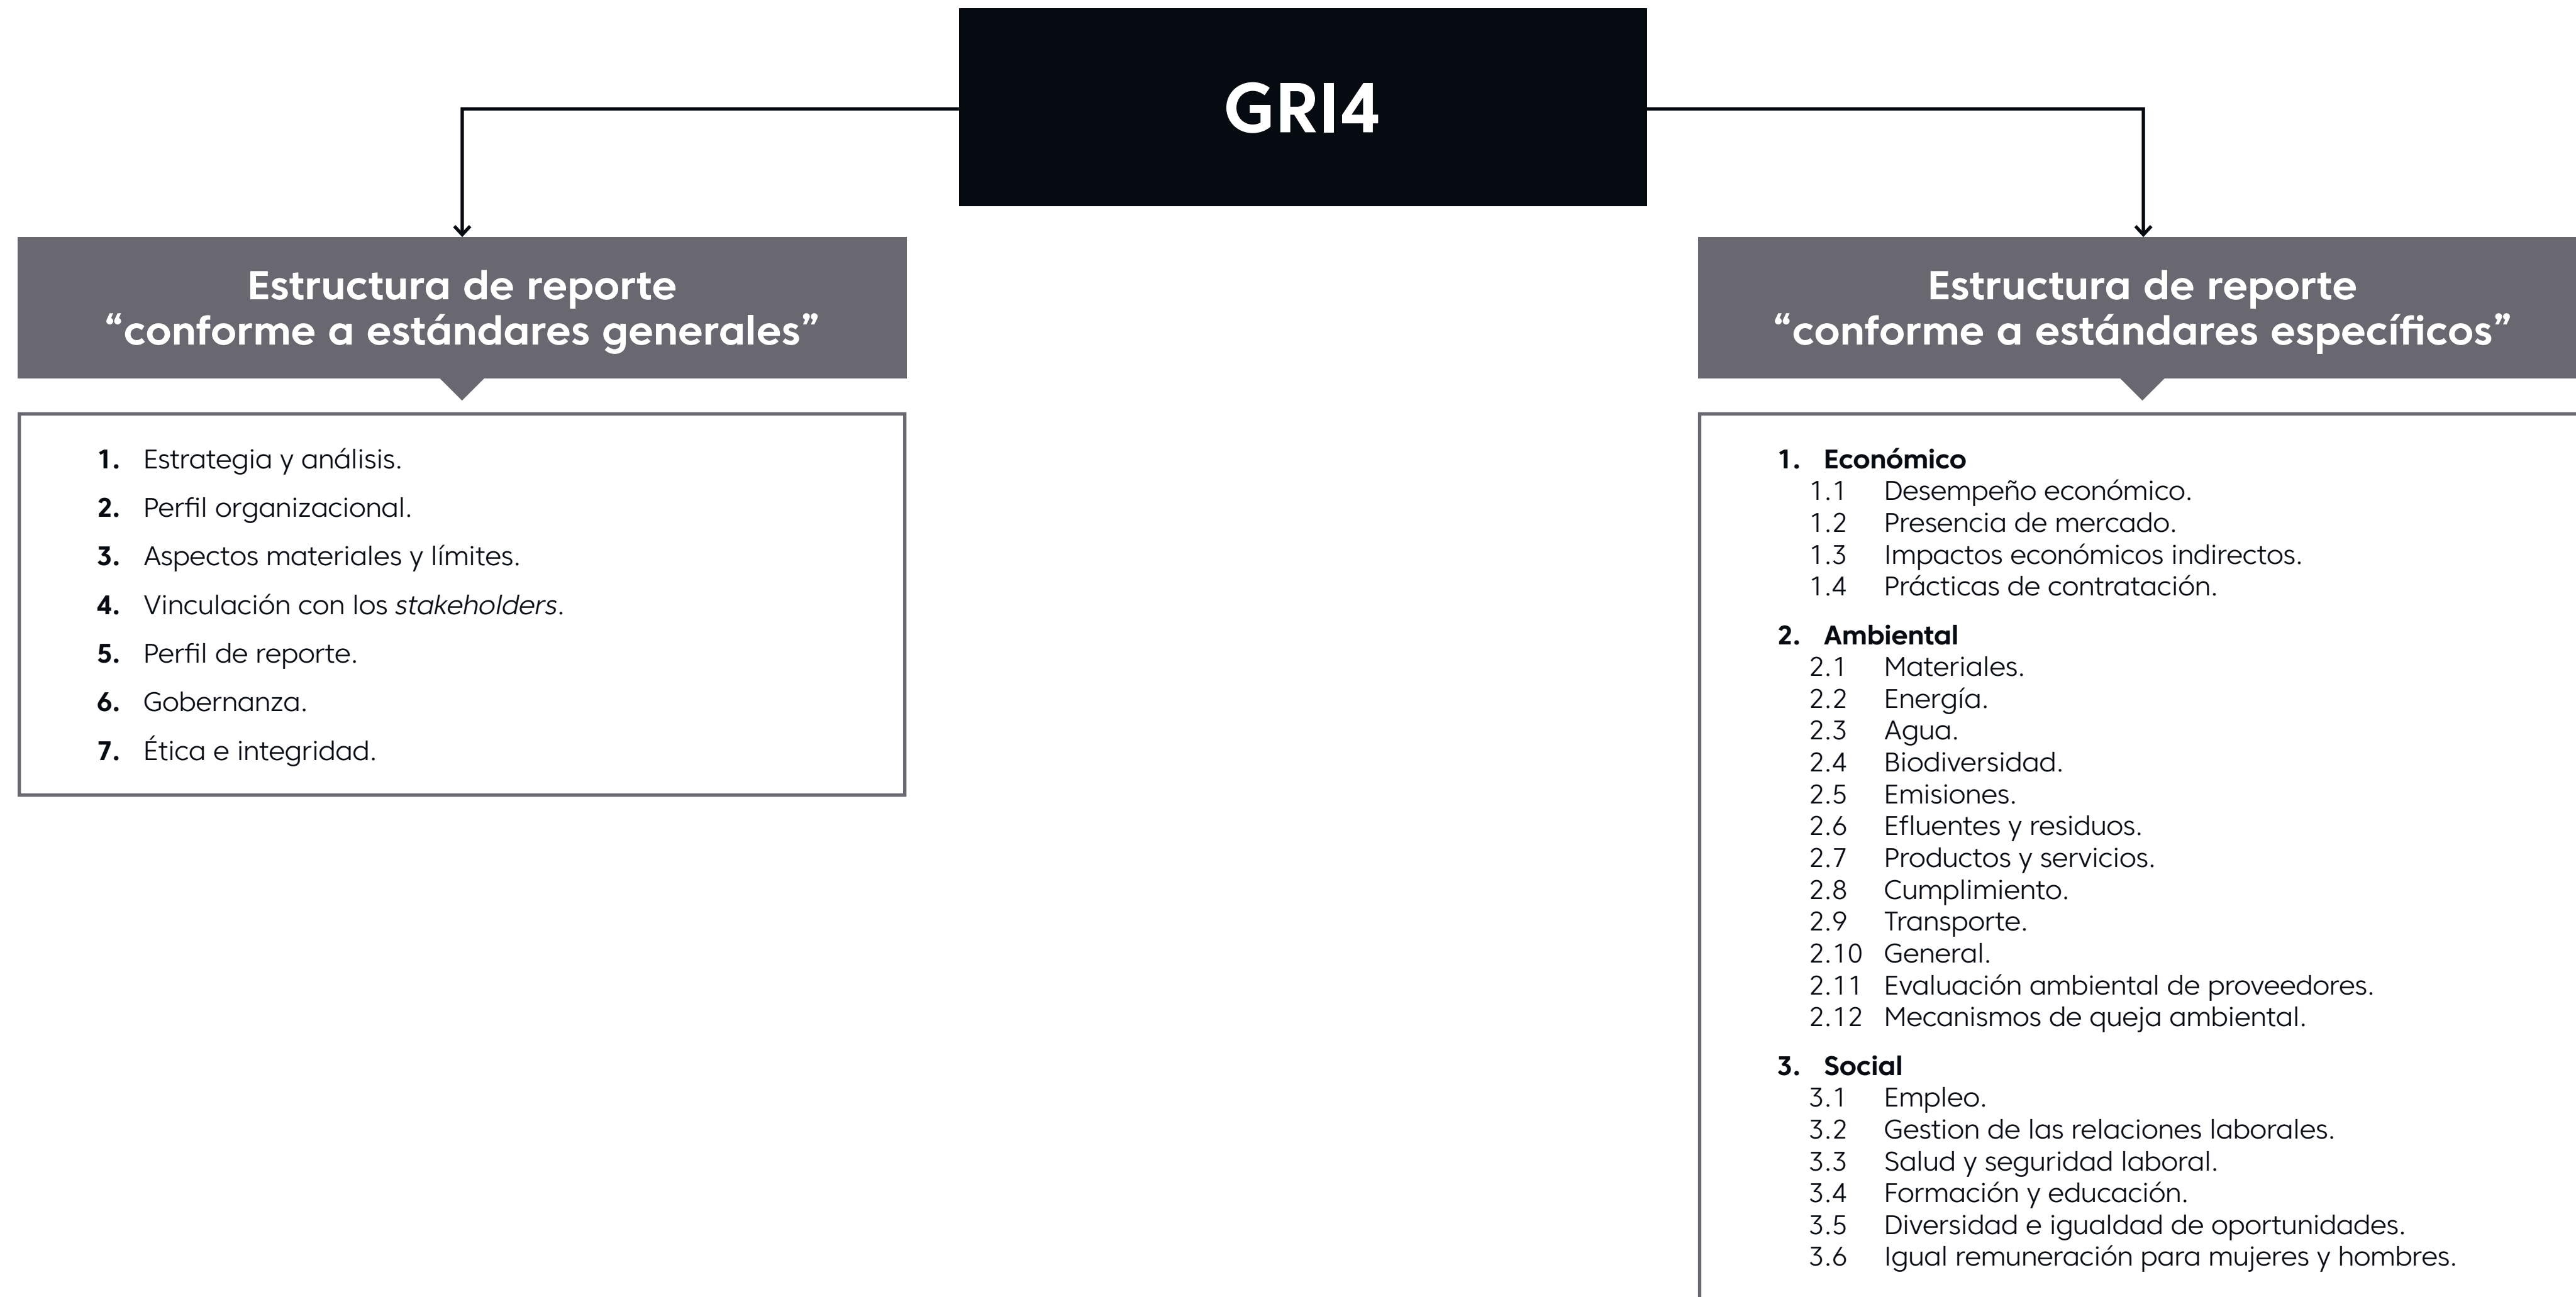 GRI4
Estructura de reporte
“conforme a estándares generales”
1. Estrategia y análisis.
2. Perfil organizacional.
3. Aspectos materiales y límites.
4. Vinculación con los stakeholders.
5. Perfil de reporte.
6. Gobernanza.
7. Ética e integridad.
Estructura de reporte
“conforme a estándares específicos”
1. Económico
1.1 Desempeño económico.
1.2 Presencia de mercado.
1.3 Impactos económicos indirectos.
1.4 Prácticas de contratación.
2. Ambiental
2.1 Materiales.
2.2 Energía.
2.3 Agua.
2.4 Biodiversidad.
2.5 Emisiones.
2.6 Efluentes y residuos.
2.7 Productos y servicios.
2.8 Cumplimiento.
2.9 Transporte.
2.10 General.
2.11 Evaluación ambiental de proveedores.
2.12 Mecanismos de queja ambiental.
3. Social
3.1 Empleo.
3.2 Gestion de las relaciones laborales.
3.3 Salud y seguridad laboral.
3.4 Formación y educación.
3.5 Diversidad e igualdad de oportunidades.
3.6 Igual remuneración para mujeres y hombres.